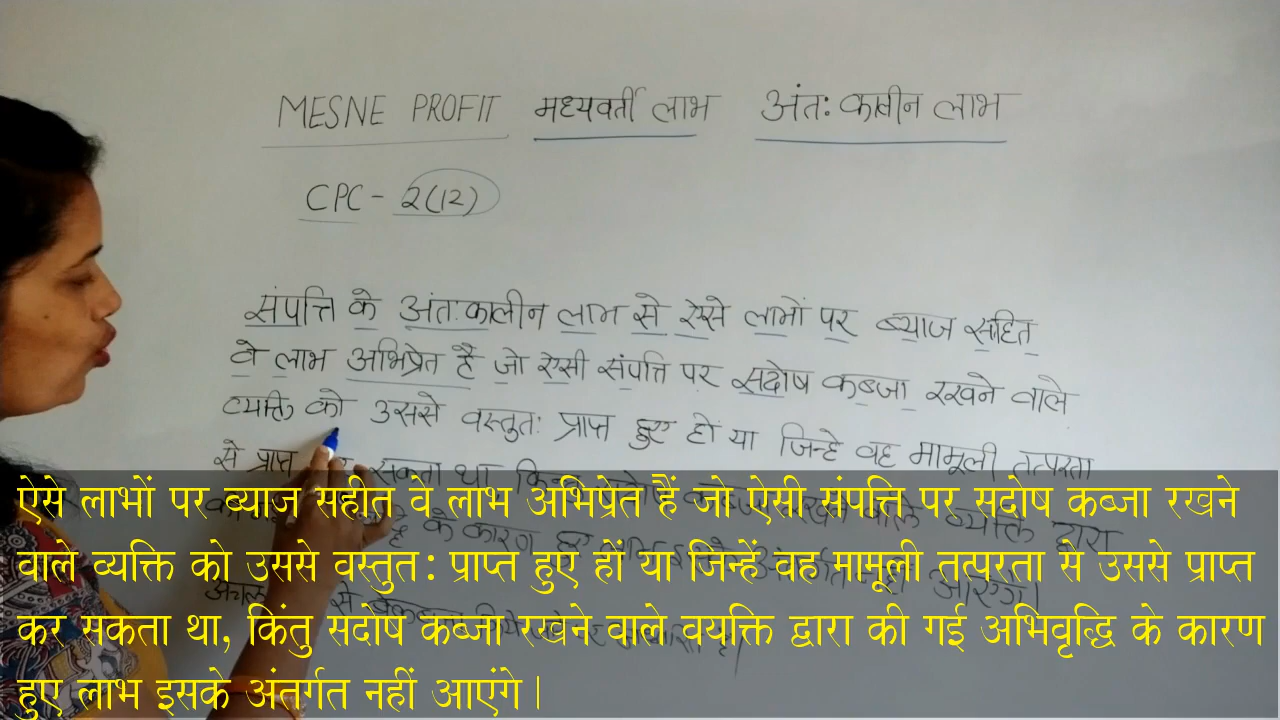 MESNE PROFIT मध्यवर्ती लाभ अंतः कालीन लाभ
CPC - 2(12)
संपत्ति के अंतःकालीन लाभ से ऐसे लाभों पर ब्याज सहित
वे लाभ अभिप्रेत है जो ऐसी संपत्ति पर सदोष कब्जा रखने वाले
व्यक्ति को उससे वस्तुतः प्राप्त हुए हो या जिन्हे वह मामूली तत्परता
से प्राप्त सकता था
के कारण हुए
ऐसे लाभों पर ब्याज सहीत वे लाभ अभिप्रेत हैं जो ऐसी संपत्ति पर सदोष कब्जा रखने
वाले व्यक्ति को उससे वस्तुत: प्राप्त हुए हों या जिन्हें वह मामूली तत्परता से उससे प्राप्त
कर सकता था, किंतु सदोष कब्जा रखने वाले वयक्ति द्वारा की गई अभिवृद्धि के कारण
हुए लाभ इसके अंतर्गत नहीं आएंगे।